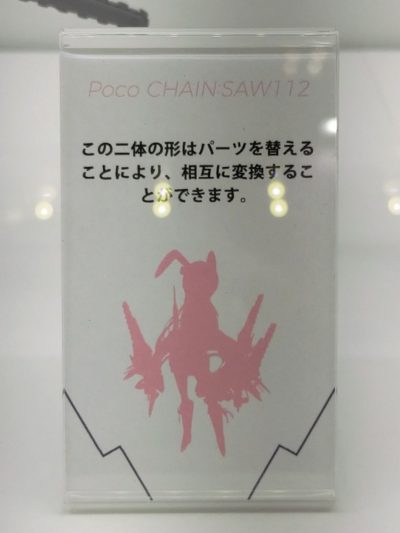 Poco CHAIN:SAW112
この二体の形はパーツを替える
ことにより、相互に変換するこ
とができます。